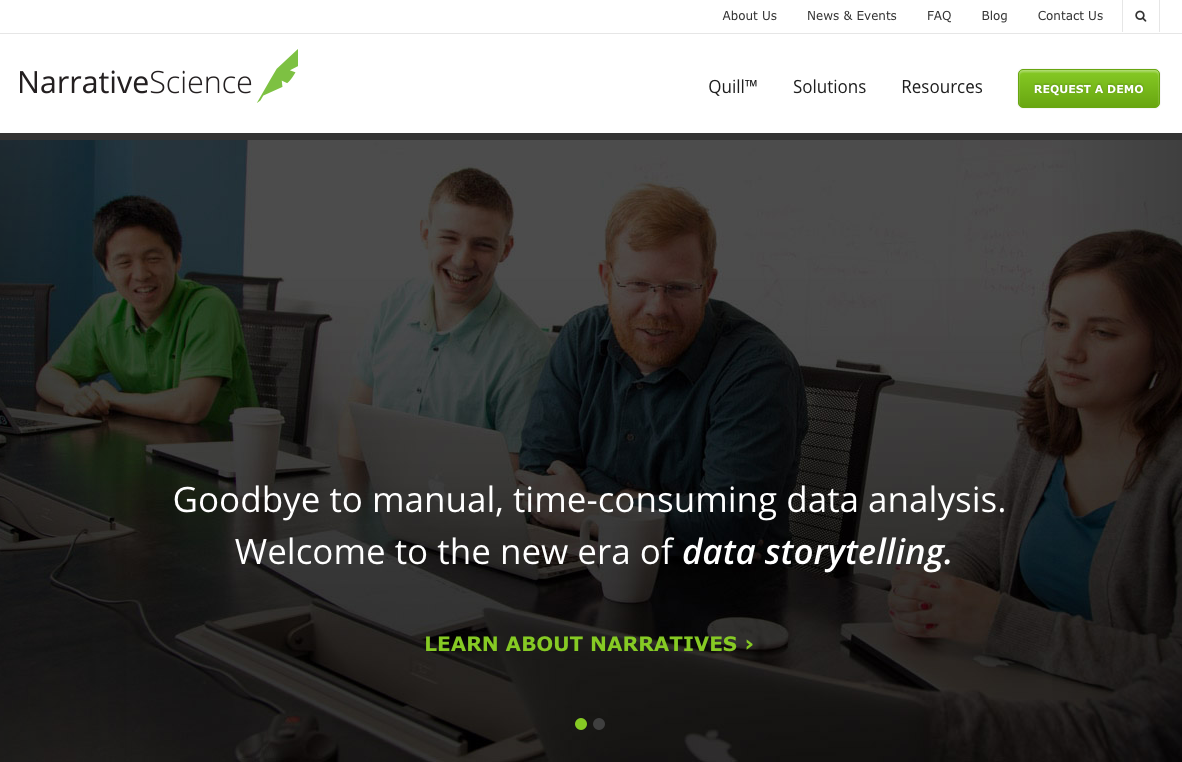 About Us News & Events FAQ Blog Contact Us
NarrativeScience
Quill™ Solutions Resources REQUEST A DEMO
Goodbye to manual, time-consuming data analysis.
Welcome to the new era of data storytelling.
LEARN ABOUT NARRATIVES ›